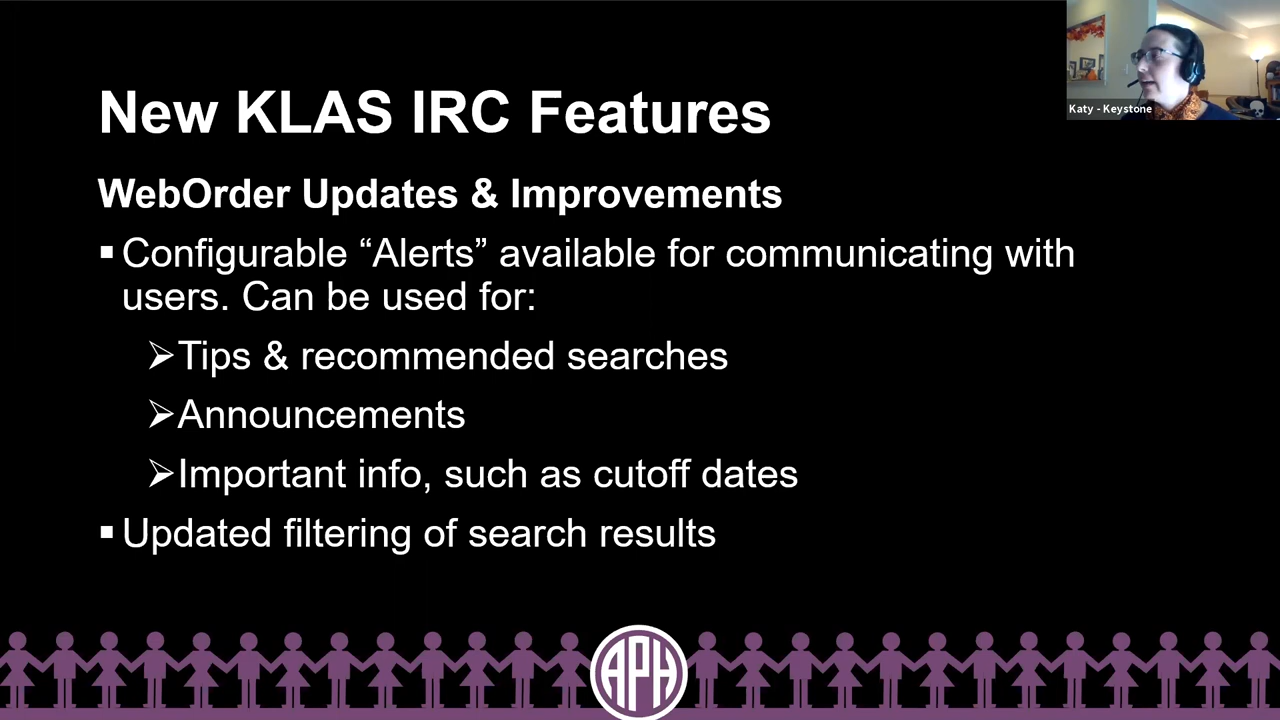 Katy - Keystone
New KLAS IRC Features
WebOrder Updates & Improvements
▪ Configurable “Alerts” available for communicating with
users. Can be used for:
➢Tips & recommended searches
➢Announcements
➢Important info, such as cutoff dates
▪ Updated filtering of search results
APH